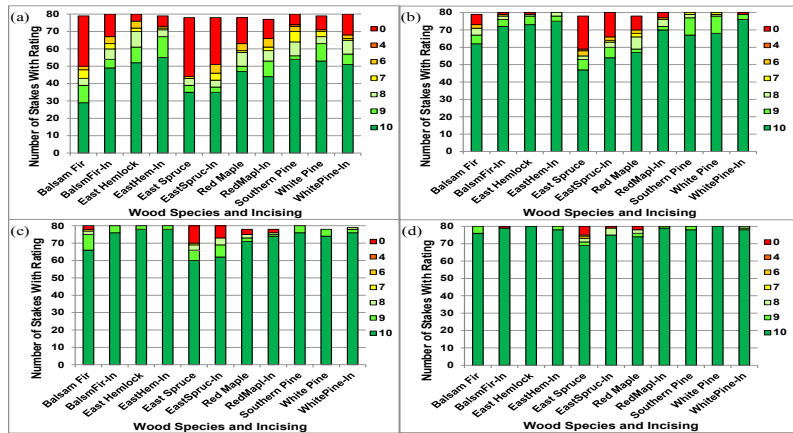 (a)
Number of Stakes With Rating
80
70
60
50
40
30
20
10
0
Balsam Fir
BalsmFir-In
East Hemlock
EastHem-In
East Spruce
EastSpruc-In
Red Maple
RedMapl-In
Southern Pine
White Pine
WhitePine-In
Wood Species and Incising
0
4
6
7
8
9
10
(b)
Number of Stakes With Rating
80
70
60
50
40
30
20
10
0
Balsam Fir
BalsmFir-In
East Hemlock
EastHem-In
East Spruce
EastSpruc-In
Red Maple
RedMapl-In
Southern Pine
White Pine
WhitePine-In
Wood Species and Incising
0
4
6
7
8
9
10
(c)
Number of Stakes With Rating
80
70
60
50
40
30
20
10
0
Balsam Fir
BalsmFir-In
East Hemlock
EastHem-In
East Spruce
EastSpruc-In
Red Maple
RedMapl-In
Southern Pine
White Pine
WhitePine-In
Wood Species and Incising
0
4
6
7
8
9
10
(d)
Number of Stakes With Rating
80
70
60
50
40
30
20
10
0
Balsam Fir
BalsmFir-In
East Hemlock
EastHem-In
East Spruce
EastSpruc-In
Red Maple
RedMapl-In
Southern Pine
White Pine
WhitePine-In
Wood Species and Incising
0
4
6
7
8
9
10